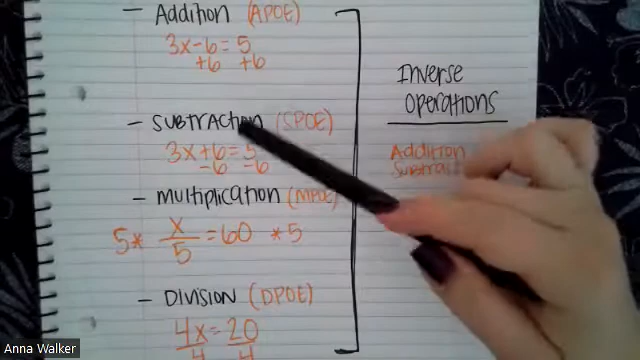 - Addition (APOE)
3x-6=5
+6 +6
- Subtraction (SPOE)
3x+6=5
-6 -6
- Multiplication (MPOE)
5* x/5 =60 *5
- Division (DPOE)
4x=20
4 4
Inverse
Operations
Addition
Anna Walker